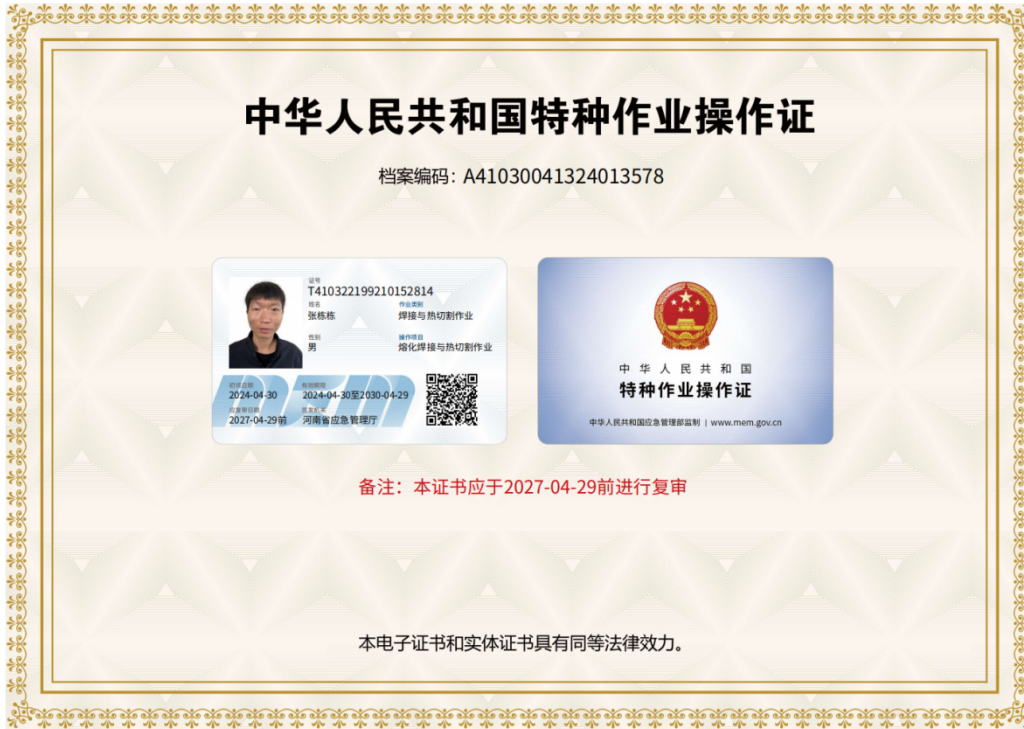 中华人民共和国特种作业操作证
档案编码：A41030041324013578
证号
T410322199210152814
姓名 作业类别
张栋栋 焊接与热切割作业
性别 操作项目
男 熔化焊接与热切割作业
初领日期 有效期限
2024-04-30 2024-04-30至2030-04-29
应复审日期 签发机关
2027-04-29前 河南省应急管理厅
中华人民共和国
特种作业操作证
中华人民共和国应急管理部监制 | www.mem.gov.cn
备注：本证书应于2027-04-29前进行复审
本电子证书和实体证书具有同等法律效力。